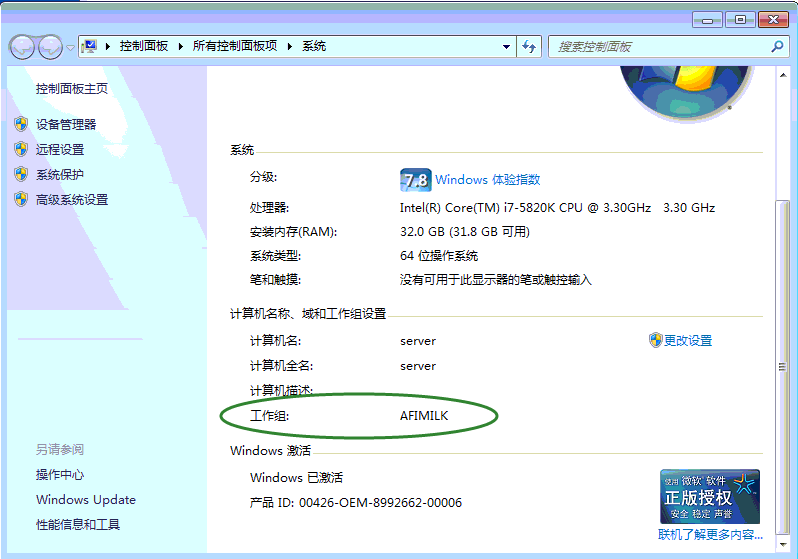 控制面板 ▸ 所有控制面板项 ▸ 系统
搜索控制面板
控制面板主页
设备管理器
远程设置
系统保护
高级系统设置
另请参阅
操作中心
Windows Update
性能信息和工具
系统
分级: 7.8 Windows 体验指数
处理器: Intel(R) Core(TM) i7-5820K CPU @ 3.30GHz 3.30 GHz
安装内存(RAM): 32.0 GB (31.8 GB 可用)
系统类型: 64 位操作系统
笔和触摸: 没有可用于此显示器的笔或触控输入
计算机名称、域和工作组设置
计算机名: server 更改设置
计算机全名: server
计算机描述:
工作组: AFIMILK
Windows 激活
Windows 已激活
产品 ID: 00426-OEM-8992662-00006
使用 微软 软件
正版授权
安全 稳定 声誉
联机了解更多内容...